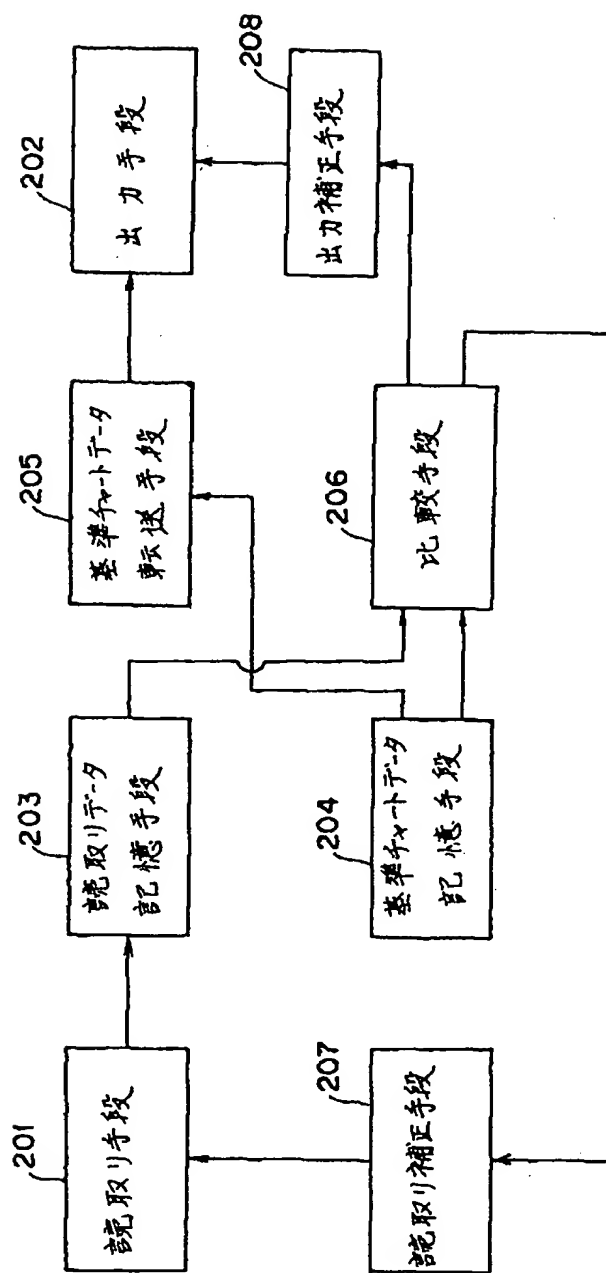 201
読取り手段
203
読取りデータ
記憶手段
205
基準チャートデータ
転送手段
202
出力手段
207
読取り補正手段
204
基準チャートデータ
記憶手段
206
比較手段
208
出力補正手段